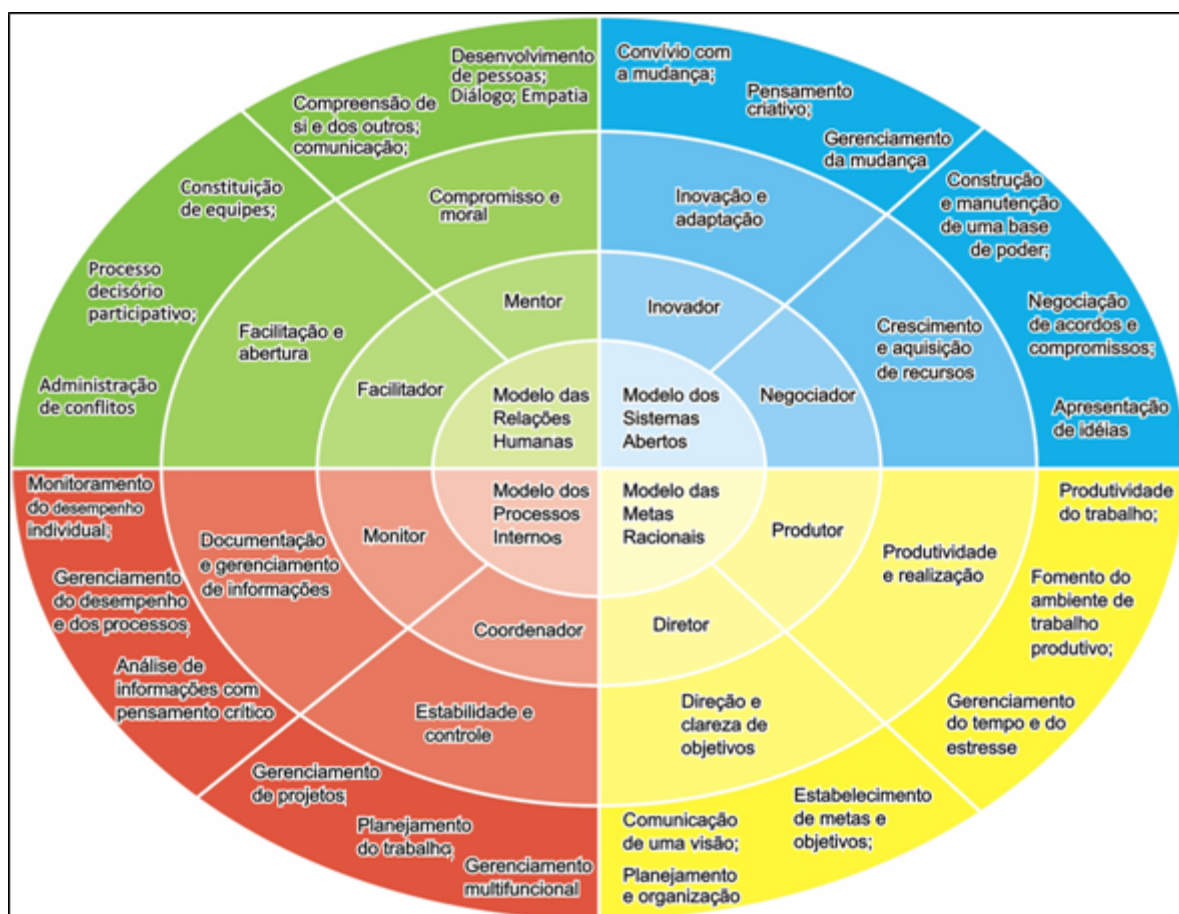 Desenvolvimento
de pessoas;
Diálogo; Empatia
Compreensão de
si e dos outros;
comunicação;
Constituição
de equipes;
Processo
decisório
participativo;
Administração
de conflitos
Compromisso e
moral
Facilitação e
abertura
Mentor
Facilitador
Modelo das
Relações
Humanas
Convívio com
a mudança;
Pensamento
criativo;
Gerenciamento
da mudança
Construção
e manutenção
de uma base
de poder;
Negociação
de acordos e
compromissos;
Apresentação
de idéias
Inovação e
adaptação
Crescimento
e aquisição
de recursos
Inovador
Negociador
Modelo dos
Sistemas
Abertos
Monitoramento
do desempenho
individual;
Gerenciamento
do desempenho
e dos processos;
Análise de
informações com
pensamento crítico
Gerenciamento
de projetos;
Planejamento
do trabalho;
Gerenciamento
multifuncional
Documentação
e gerenciamento
de informações
Estabilidade e
controle
Monitor
Coordenador
Modelo dos
Processos
Internos
Modelo das
Metas
Racionais
Produtor
Diretor
Produtividade
e realização
Direção e
clareza de
objetivos
Produtividade
do trabalho;
Fomento do
ambiente de
trabalho
produtivo;
Gerenciamento
do tempo e do
estresse
Estabelecimento
de metas e
objetivos;
Comunicação
de uma visão;
Planejamento
e organização